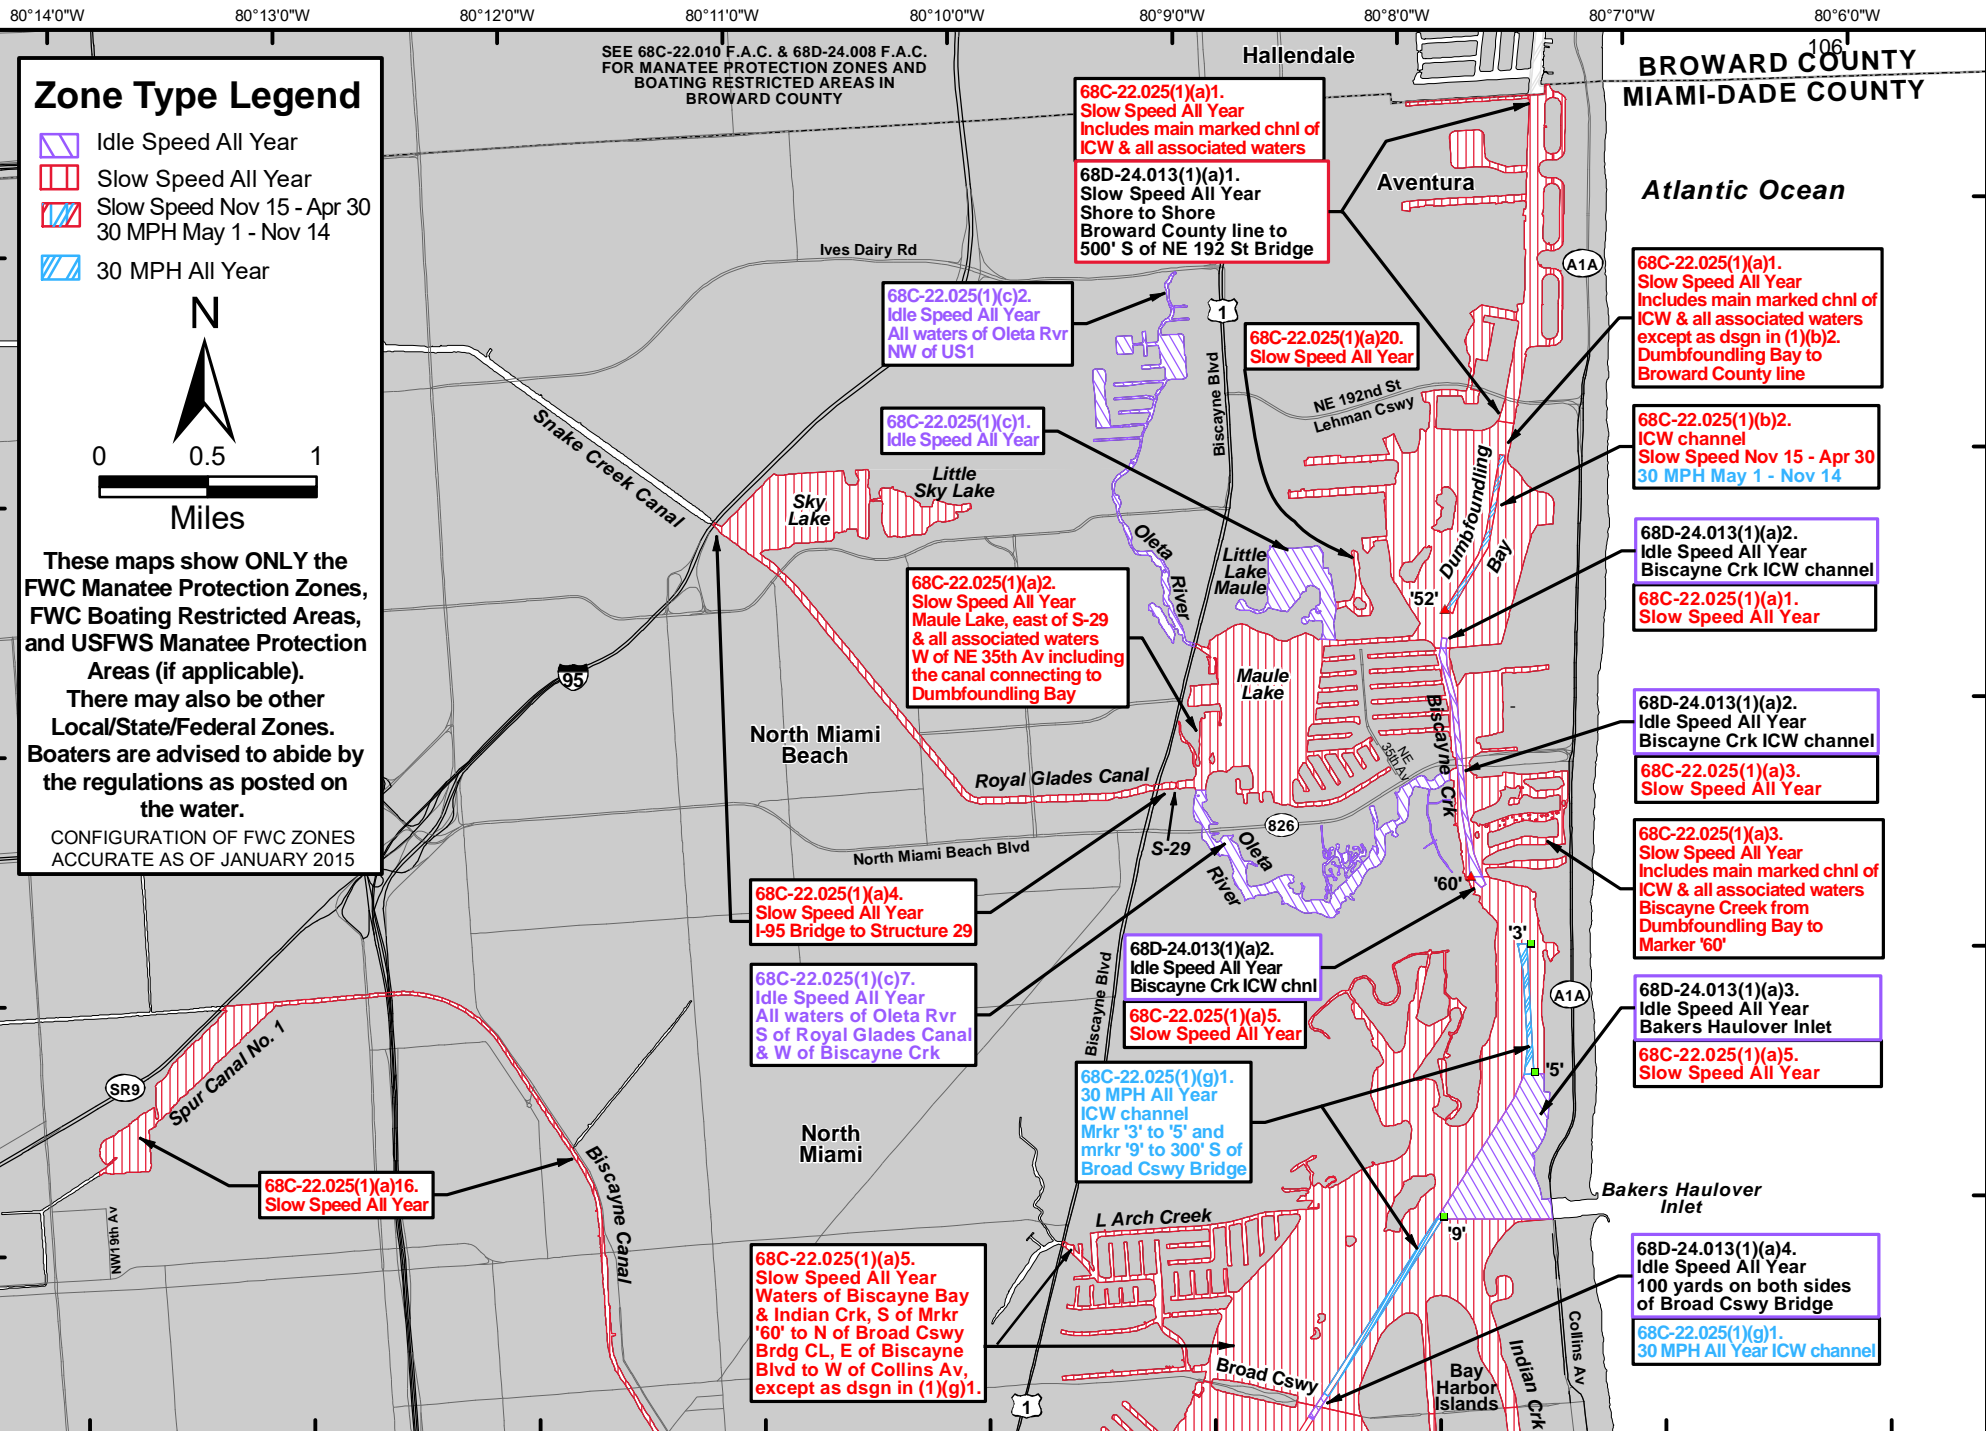 80°14'0"W
80°13'0"W
80°12'0"W
80°11'0"W
80°10'0"W
80°9'0"W
80°8'0"W
80°7'0"W
80°6'0"W
106
BROWARD COUNTY
MIAMI-DADE COUNTY
Atlantic Ocean
Zone Type Legend
Idle Speed All Year
Slow Speed All Year
Slow Speed Nov 15 - Apr 30
30 MPH May 1 - Nov 14
30 MPH All Year
N
0
0.5
1
Miles
These maps show ONLY the
FWC Manatee Protection Zones,
FWC Boating Restricted Areas,
and USFWS Manatee Protection
Areas (if applicable).
There may also be other
Local/State/Federal Zones.
Boaters are advised to abide by
the regulations as posted on
the water.
CONFIGURATION OF FWC ZONES
ACCURATE AS OF JANUARY 2015
SEE 68C-22.010 F.A.C. & 68D-24.008 F.A.C.
FOR MANATEE PROTECTION ZONES AND
BOATING RESTRICTED AREAS IN
BROWARD COUNTY
Hallendale
68C-22.025(1)(a)1.
Slow Speed All Year
Includes main marked chnl of
ICW & all associated waters
68D-24.013(1)(a)1.
Slow Speed All Year
Shore to Shore
Broward County line to
500' S of NE 192 St Bridge
Aventura
Ives Dairy Rd
A1A
68C-22.025(1)(a)1.
Slow Speed All Year
Includes main marked chnl of
ICW & all associated waters
except as dsgn in (1)(b)2.
Dumbfoundling Bay to
Broward County line
68C-22.025(1)(c)2.
Idle Speed All Year
All waters of Oleta Rvr
NW of US1
1
68C-22.025(1)(a)20.
Slow Speed All Year
Biscayne Blvd
NE 192nd St
Lehman Cswy
68C-22.025(1)(c)1.
Idle Speed All Year
68C-22.025(1)(b)2.
ICW channel
Slow Speed Nov 15 - Apr 30
30 MPH May 1 - Nov 14
Snake Creek Canal
Sky
Lake
Little
Sky Lake
Dumbfounding
Bay
Oleta
River
Little
Lake
Maule
'52'
68D-24.013(1)(a)2.
Idle Speed All Year
Biscayne Crk ICW channel
68C-22.025(1)(a)1.
Slow Speed All Year
68C-22.025(1)(a)2.
Slow Speed All Year
Maule Lake, east of S-29
& all associated waters
W of NE 35th Av including
the canal connecting to
Dumbfoundling Bay
95
Maule
Lake
Biscayne Crk
NE
35th Av
68D-24.013(1)(a)2.
Idle Speed All Year
Biscayne Crk ICW channel
68C-22.025(1)(a)3.
Slow Speed All Year
North Miami
Beach
Royal Glades Canal
826
S-29
North Miami Beach Blvd
Oleta
River
'60'
68C-22.025(1)(a)3.
Slow Speed All Year
Includes main marked chnl of
ICW & all associated waters
Biscayne Creek from
Dumbfoundling Bay to
Marker '60'
68C-22.025(1)(a)4.
Slow Speed All Year
I-95 Bridge to Structure 29
'3'
68D-24.013(1)(a)2.
Idle Speed All Year
Biscayne Crk ICW chnl
68C-22.025(1)(a)5.
Slow Speed All Year
68C-22.025(1)(c)7.
Idle Speed All Year
All waters of Oleta Rvr
S of Royal Glades Canal
& W of Biscayne Crk
Biscayne Blvd
A1A
68D-24.013(1)(a)3.
Idle Speed All Year
Bakers Haulover Inlet
68C-22.025(1)(a)5.
Slow Speed All Year
'5'
Spur Canal No. 1
SR9
68C-22.025(1)(g)1.
30 MPH All Year
ICW channel
Mrkr '3' to '5' and
mrkr '9' to 300' S of
Broad Cswy Bridge
North
Miami
Biscayne Canal
68C-22.025(1)(a)16.
Slow Speed All Year
NW19th Av
Bakers Haulover
Inlet
L Arch Creek
'9'
68C-22.025(1)(a)5.
Slow Speed All Year
Waters of Biscayne Bay
& Indian Crk, S of Mrkr
'60' to N of Broad Cswy
Brdg CL, E of Biscayne
Blvd to W of Collins Av,
except as dsgn in (1)(g)1.
68D-24.013(1)(a)4.
Idle Speed All Year
100 yards on both sides
of Broad Cswy Bridge
68C-22.025(1)(g)1.
30 MPH All Year ICW channel
Broad Cswy
Bay
Harbor
Islands
Indian Crk
Collins Av
1